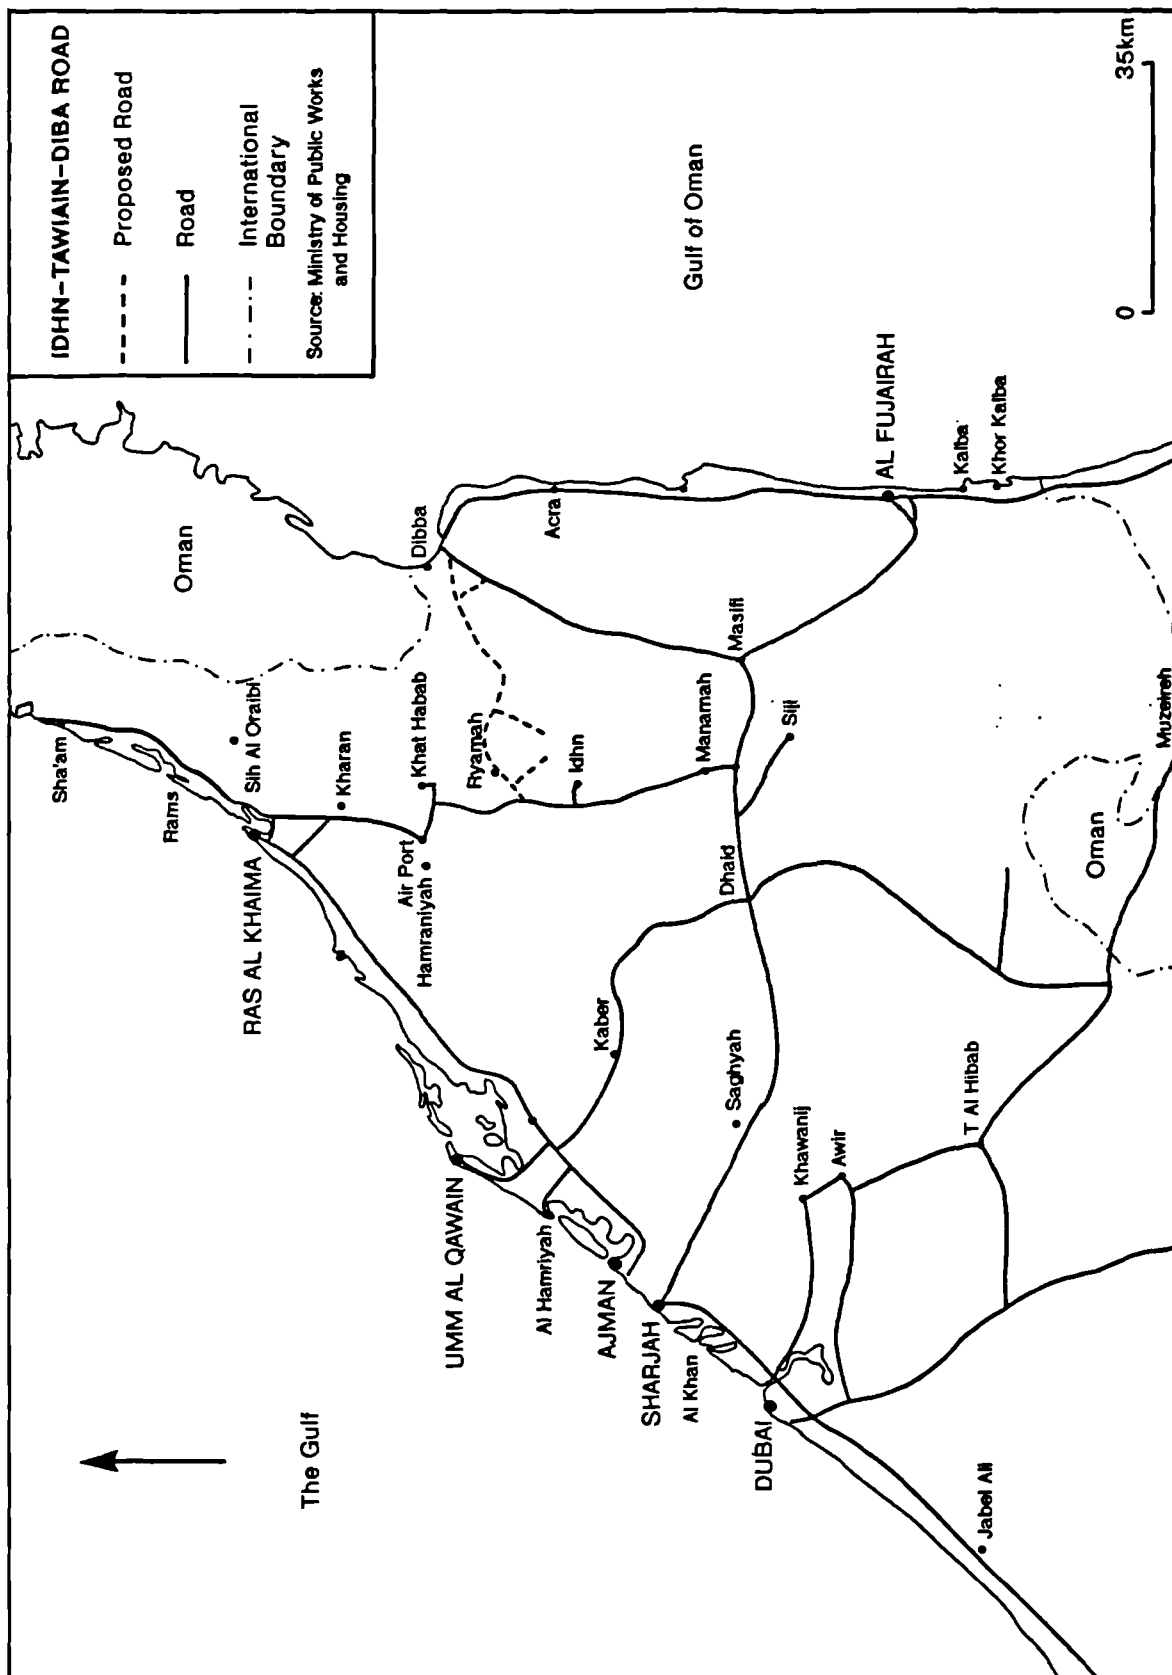 IDHN-TAWIAIN-DIBA ROAD
Proposed Road
Road
International
Boundary
Source: Ministry of Public Works
and Housing
The Gulf
Gulf of Oman
Oman
Sha'am
Rams
Sih Al Oraibi
RAS AL KHAIMA
Kharan
Khat Habab
Air Port
Hamraniyah
Dibba
Ryamah
Idhn
Acra
UMM AL QAWAIN
Al Hamriyah
Kaber
AJMAN
SHARJAH
Al Khan
Saghyah
Dhaid
Manamah
Masifi
Siji
DUBAI
Khawanij
Awir
AL FUJAIRAH
Kalba
Khor Kalba
T Al Hibab
Jabel Ali
Oman
Muzeireh
0
35km